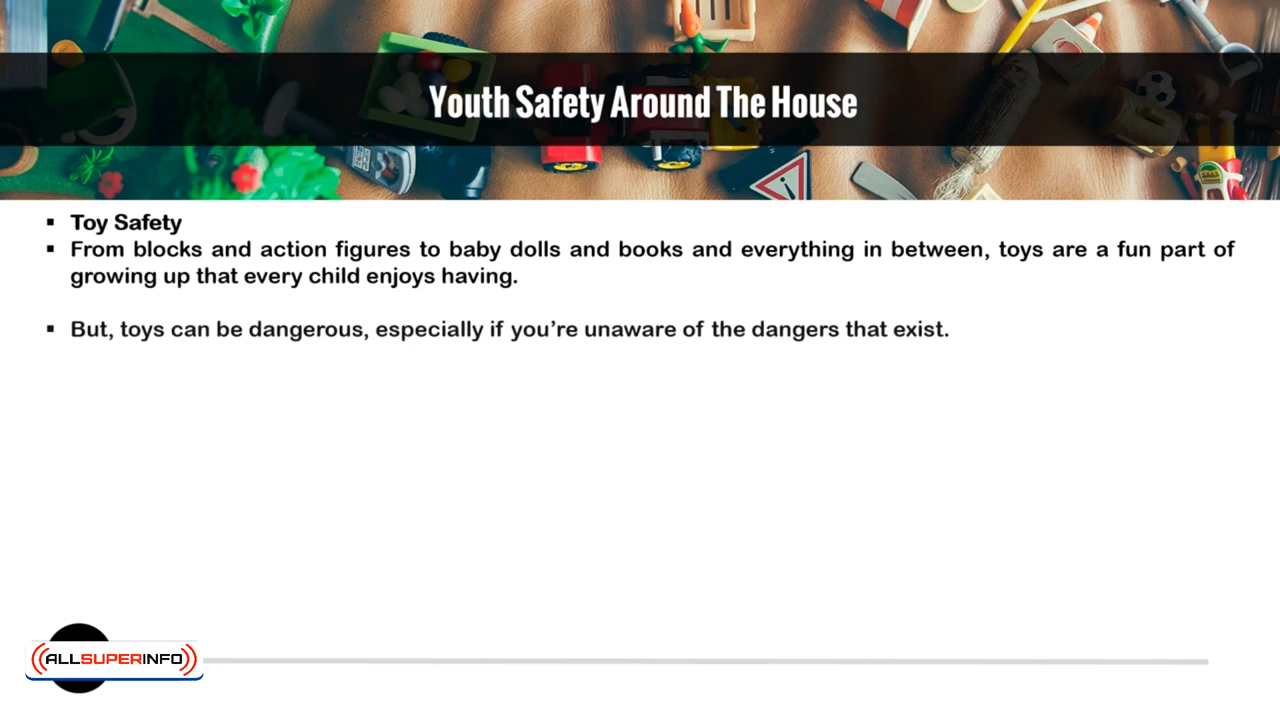 Youth Safety Around The House
▪ Toy Safety
▪ From blocks and action figures to baby dolls and books and everything in between, toys are a fun part of
growing up that every child enjoys having.
▪ But, toys can be dangerous, especially if you’re unaware of the dangers that exist.
ALLSUPERINFO